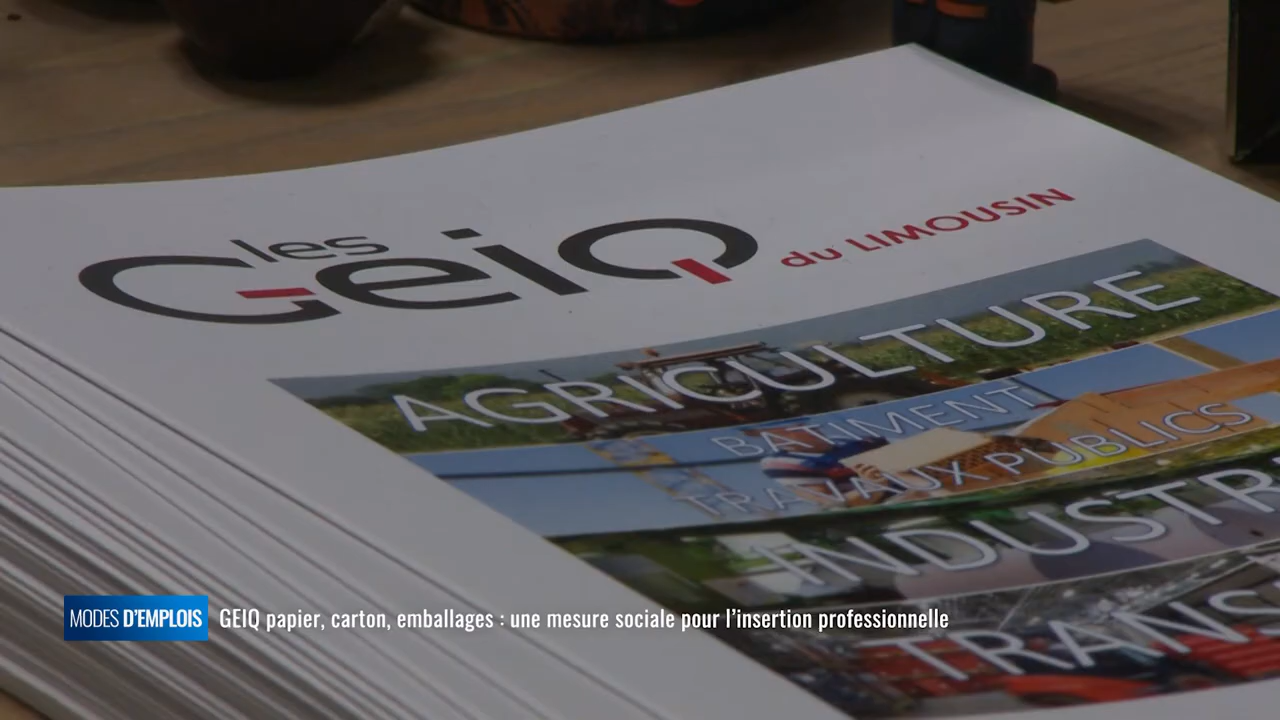 les
GeiQ du LIMOUSIN
AGRICULTURE
BATIMENT
TRAVAUX PUBLICS
MODES D'EMPLOIS GEIQ papier, carton, emballages : une mesure sociale pour l'insertion professionnelle